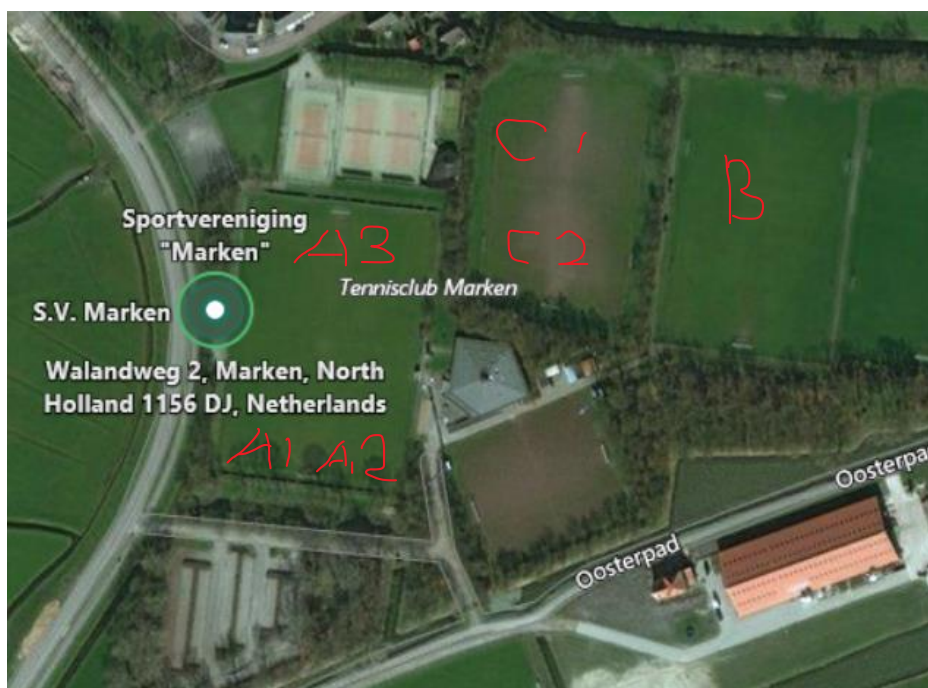 C 1
B
Sportvereniging
"Marken"
A3
C2
Tennisclub Marken
S.V. Marken
Walandweg 2, Marken, North
Holland 1156 DJ, Netherlands
A1 A2
Oosterpa
Oosterpad